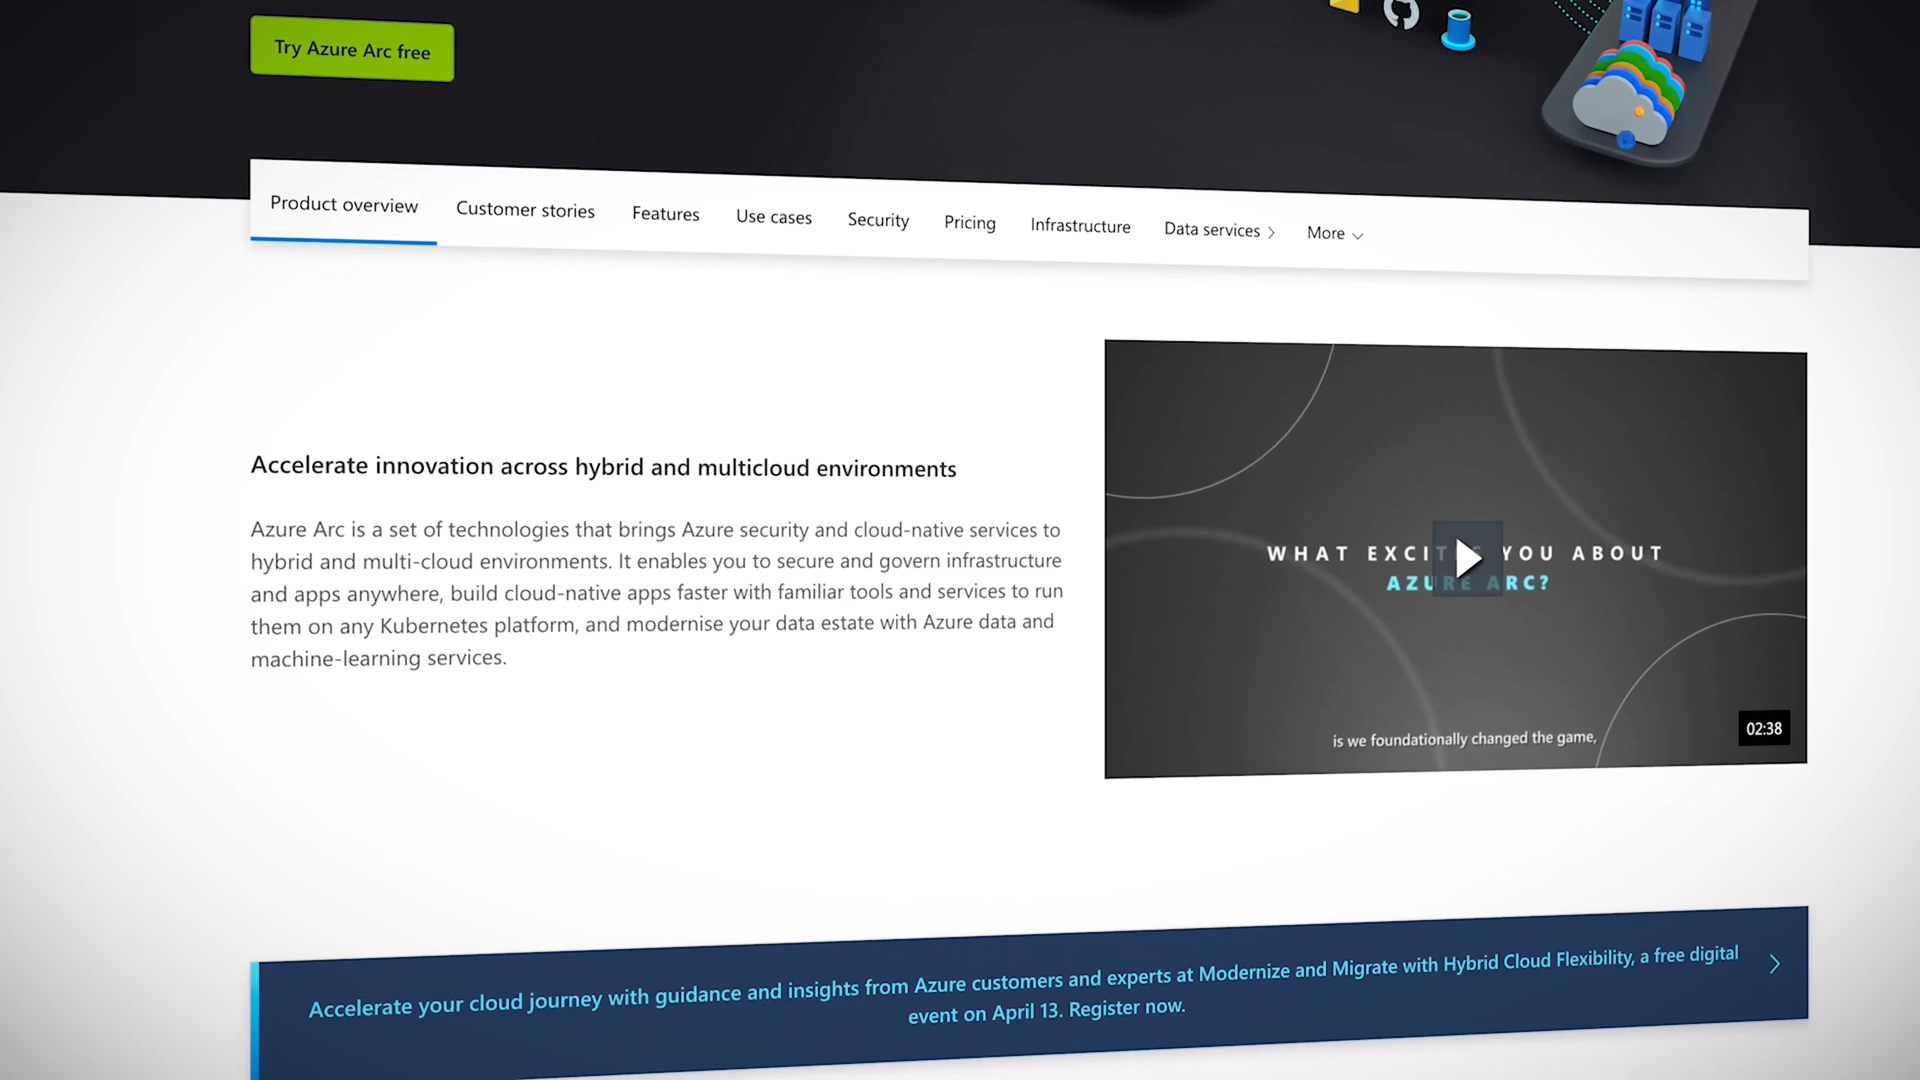 Try Azure Arc free
Product overview Customer stories Features Use cases Security Pricing Infrastructure Data services More
Accelerate innovation across hybrid and multicloud environments
Azure Arc is a set of technologies that brings Azure security and cloud-native services to
hybrid and multi-cloud environments. It enables you to secure and govern infrastructure
and apps anywhere, build cloud-native apps faster with familiar tools and services to run
them on any Kubernetes platform, and modernise your data estate with Azure data and
machine-learning services.
WHAT EXCITES YOU ABOUT
AZURE ARC?
is we foundationally changed the game,
02:38
Accelerate your cloud journey with guidance and insights from Azure customers and experts at Modernize and Migrate with Hybrid Cloud Flexibility, a free digital
event on April 13. Register now.